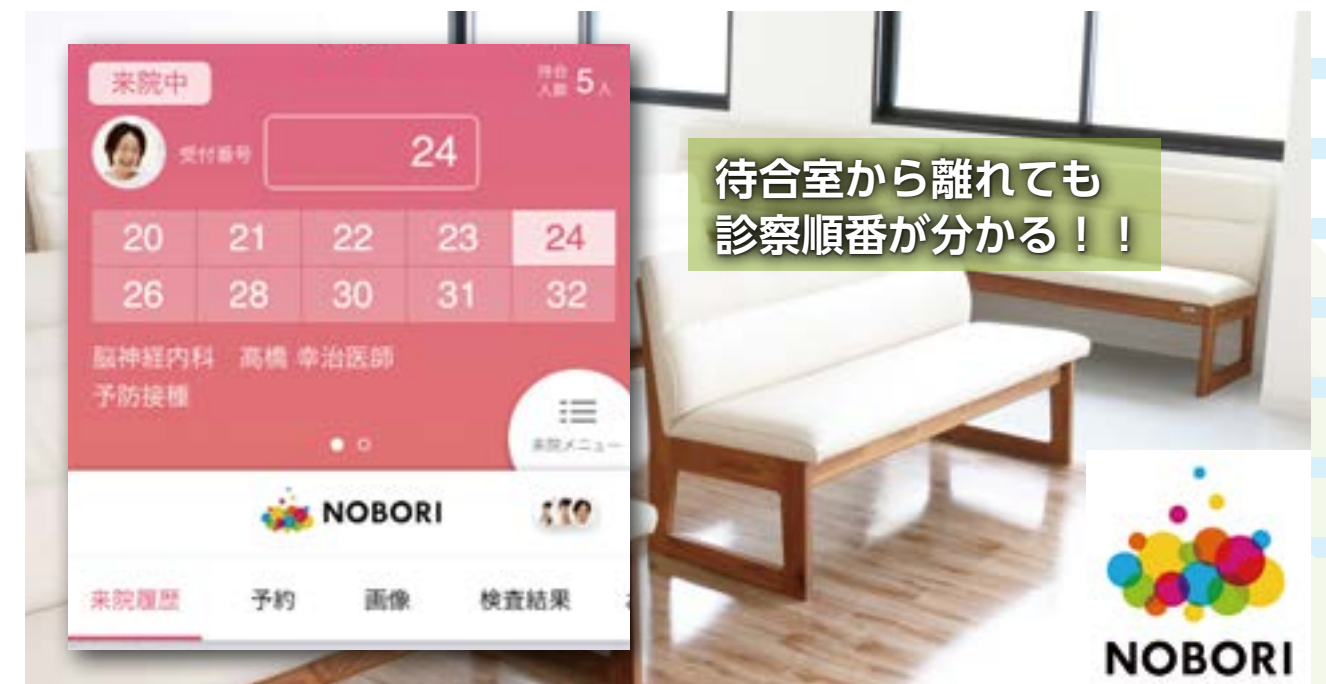 来院中
待合
人数 5 人
受付番号 24
20 21 22 23 24
26 28 30 31 32
脳神経内科 高橋 幸治医師
予防接種
来院メニュー
NOBORI
来院履歴 予約 画像 検査結果
待合室から離れても
診察順番が分かる！！
NOBORI